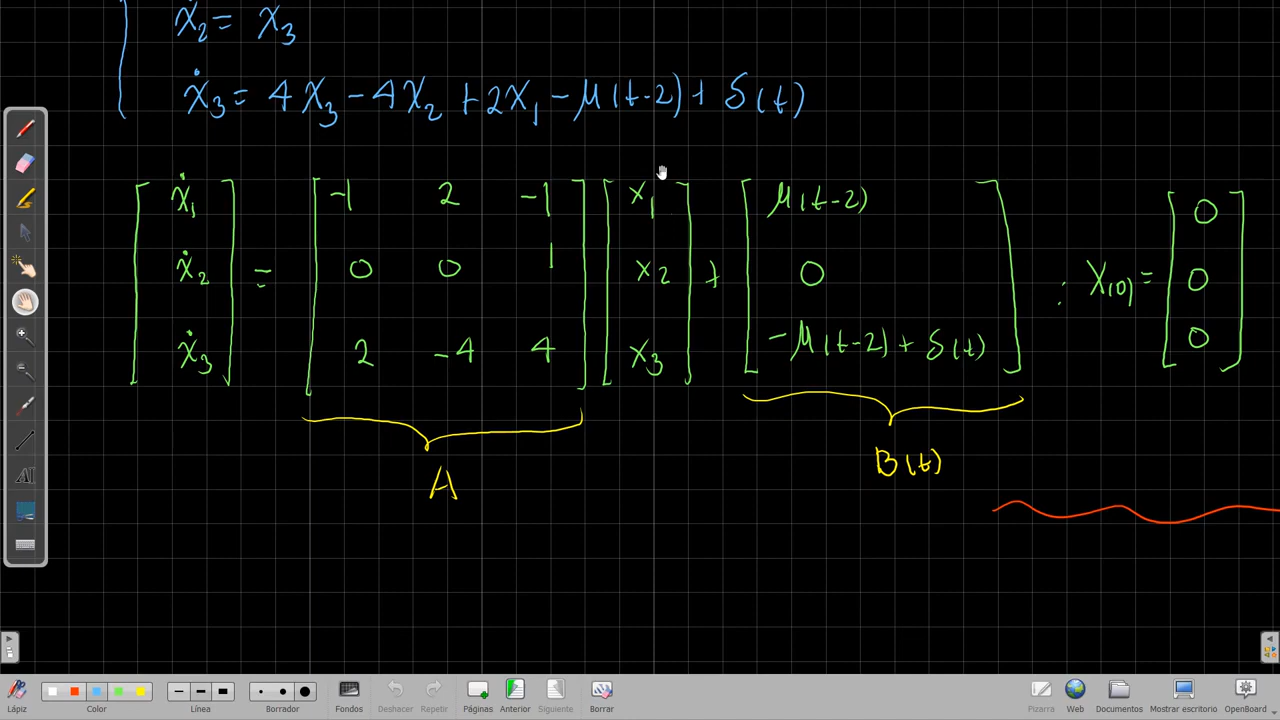 ẋ₂ = x₃
ẋ₃ = 4x₃ - 4x₂ + 2x₁ - μ(t-2) + δ(t)
[ẋ₁] [-1 2 -1] [x₁] [μ(t-2)] [0]
[ẋ₂] = [0 0 1] [x₂] + [0] ; X(0) = [0]
[ẋ₃] [2 -4 4] [x₃] [-μ(t-2) + δ(t)] [0]
A B(t)
Lápiz Color Línea Borrador Fondos Deshacer Repetir Páginas Anterior Siguiente Borrar Pizarra Web Documentos Mostrar escritorio OpenBoard